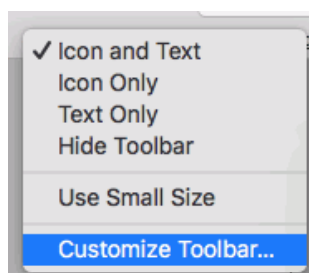 ✓ Icon and Text
Icon Only
Text Only
Hide Toolbar
Use Small Size
Customize Toolbar...